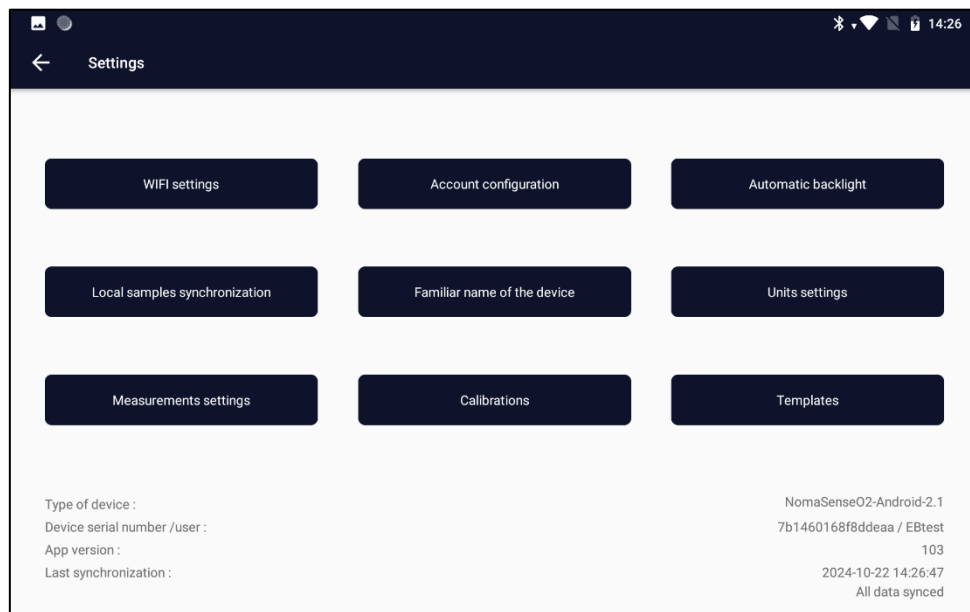 14:26
Settings
WIFI settings
Account configuration
Automatic backlight
Local samples synchronization
Familiar name of the device
Units settings
Measurements settings
Calibrations
Templates
Type of device : NomaSenseO2-Android-2.1
Device serial number /user : 7b1460168f8ddeaa / EBtest
App version : 103
Last synchronization : 2024-10-22 14:26:47
All data synced